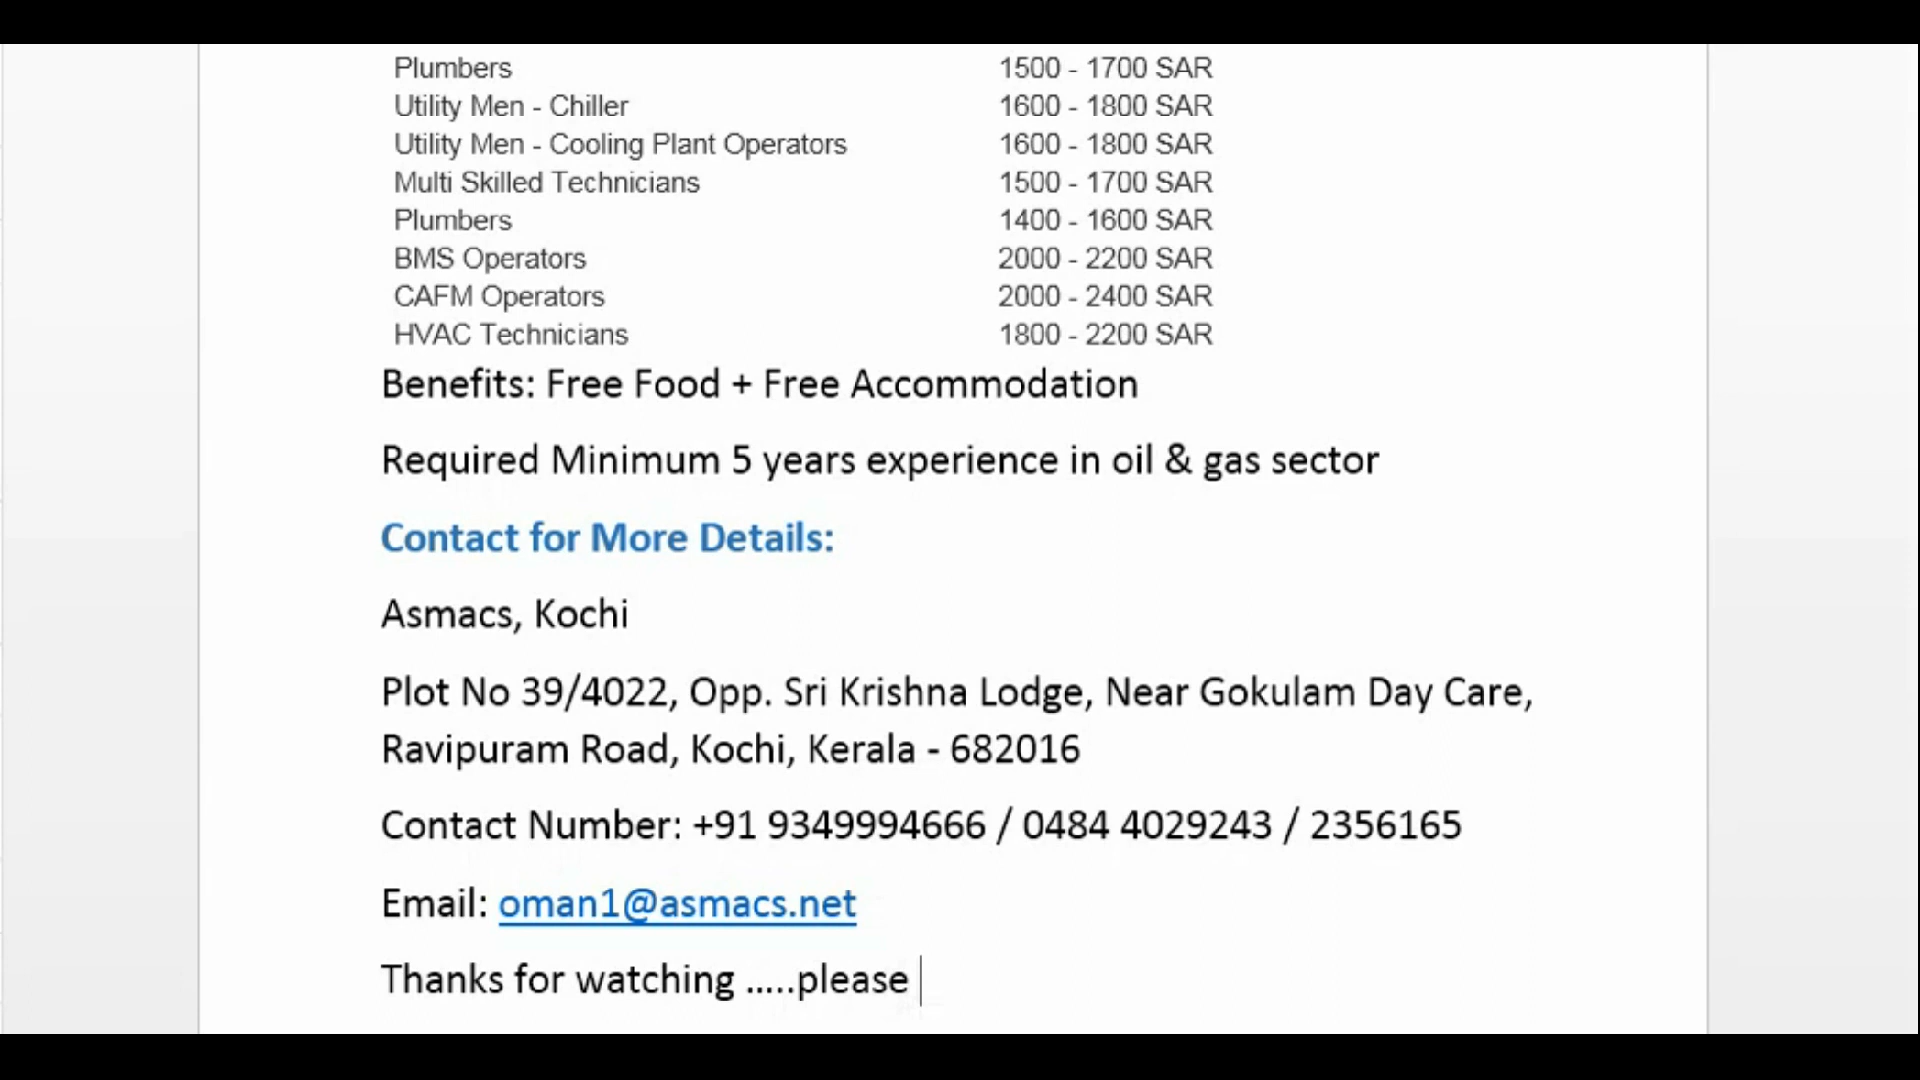 Plumbers 1500 - 1700 SAR
Utility Men - Chiller 1600 - 1800 SAR
Utility Men - Cooling Plant Operators 1600 - 1800 SAR
Multi Skilled Technicians 1500 - 1700 SAR
Plumbers 1400 - 1600 SAR
BMS Operators 2000 - 2200 SAR
CAFM Operators 2000 - 2400 SAR
HVAC Technicians 1800 - 2200 SAR
Benefits: Free Food + Free Accommodation
Required Minimum 5 years experience in oil & gas sector
Contact for More Details:
Asmacs, Kochi
Plot No 39/4022, Opp. Sri Krishna Lodge, Near Gokulam Day Care,
Ravipuram Road, Kochi, Kerala - 682016
Contact Number: +91 9349994666 / 0484 4029243 / 2356165
Email: oman1@asmacs.net
Thanks for watching .....please